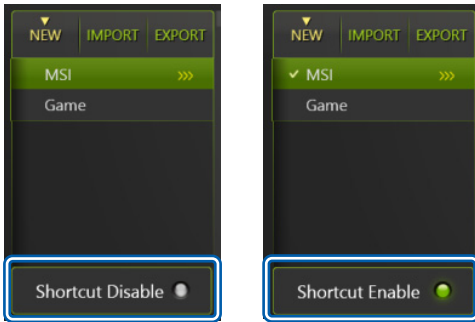 NEW IMPORT EXPORT
MSI >>>
Game
Shortcut Disable
NEW IMPORT EXPORT
✓ MSI >>>
Game
Shortcut Enable